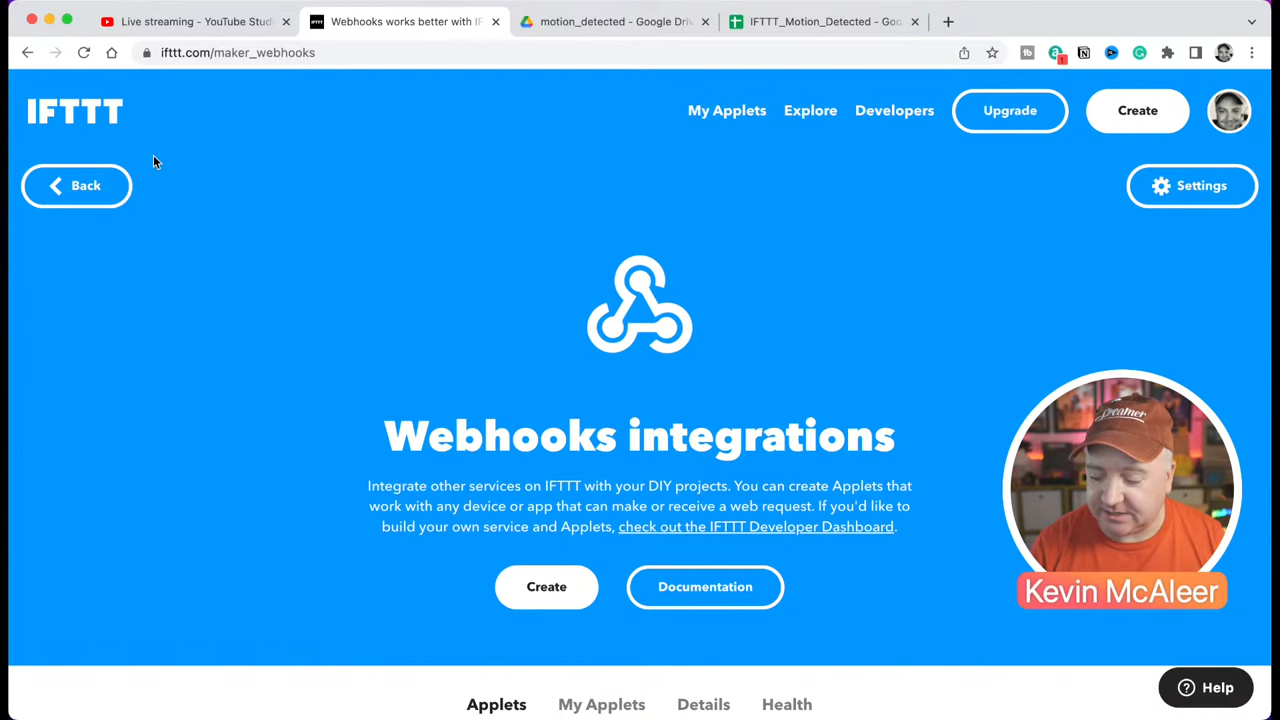 Live streaming - YouTube Stud
Webhooks works better with IF
motion_detected - Google Driv
IFTTT_Motion_Detected - Goo
ifttt.com/maker_webhooks
1
IFTTT
My Applets
Explore
Developers
Upgrade
Create
Back
Settings
Webhooks integrations
Integrate other services on IFTTT with your DIY projects. You can create Applets that
work with any device or app that can make or receive a web request. If you'd like to
build your own service and Applets, check out the IFTTT Developer Dashboard.
Create
Documentation
Streamer
Kevin McAleer
Applets
My Applets
Details
Health
Help